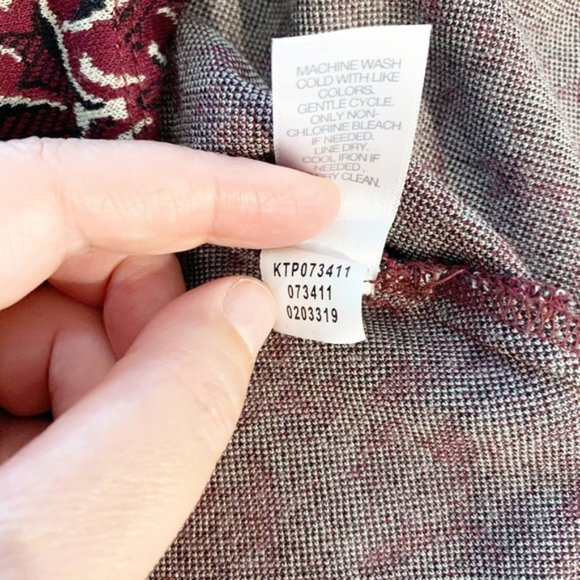 MACHINE WASH
COLD WITH LIKE
COLORS.
GENTLE CYCLE.
ONLY NON-
CHLORINE BLEACH
IF NEEDED.
LINE DRY.
COOL IRON IF
NEEDED
CLEAN.
KTP073411
073411
0203319